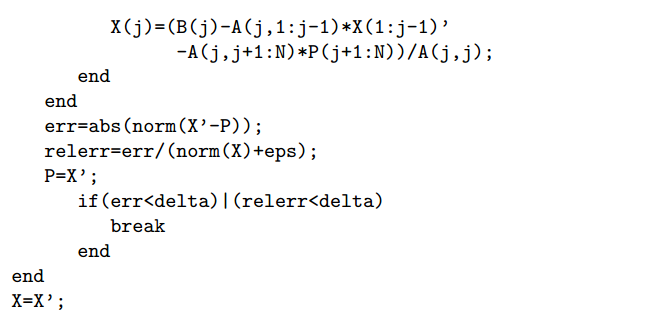 X(j)=(B(j)-A(j,1:j-1)*X(1:j-1)’
-A(j,j+1:N)*P(j+1:N))/A(j,j);
end
end
err=abs(norm(X’-P));
relerr=err/(norm(X)+eps);
P=X’;
if(err<delta)|(relerr<delta)
break
end
end
X=X’;